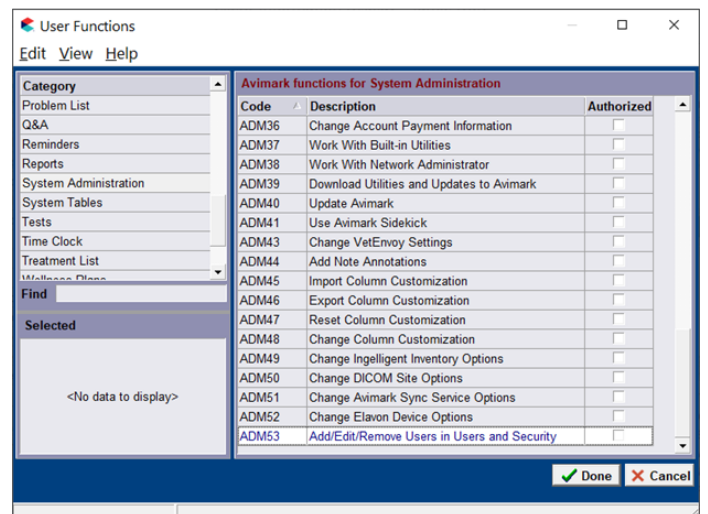 User Functions
Edit View Help
Category
Problem List
Q&A
Reminders
Reports
System Administration
System Tables
Tests
Time Clock
Treatment List
Wellness Plans
Find
Selected
<No data to display>
Avimark functions for System Administration
Code Description Authorized
ADM36 Change Account Payment Information
ADM37 Work With Built-in Utilities
ADM38 Work With Network Administrator
ADM39 Download Utilities and Updates to Avimark
ADM40 Update Avimark
ADM41 Use Avimark Sidekick
ADM43 Change VetEnvoy Settings
ADM44 Add Note Annotations
ADM45 Import Column Customization
ADM46 Export Column Customization
ADM47 Reset Column Customization
ADM48 Change Column Customization
ADM49 Change Ingelligent Inventory Options
ADM50 Change DICOM Site Options
ADM51 Change Avimark Sync Service Options
ADM52 Change Elavon Device Options
ADM53 Add/Edit/Remove Users in Users and Security
Done Cancel